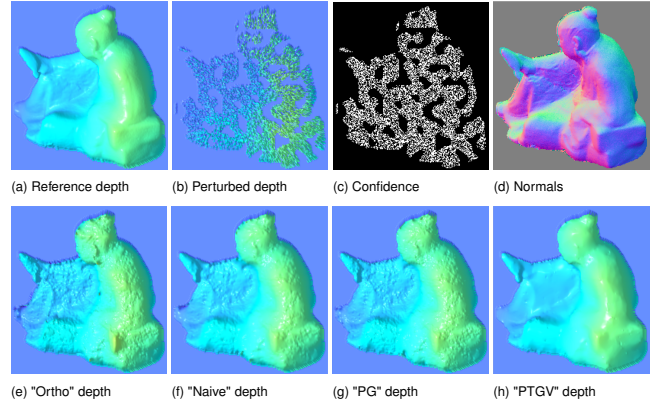 (a) Reference depth
(b) Perturbed depth
(c) Confidence
(d) Normals
(e) "Ortho" depth
(f) "Naive" depth
(g) "PG" depth
(h) "PTGV" depth